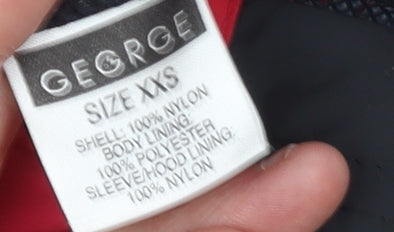 GEORGE
SIZE XXS
SHELL: 100% NYLON
BODY LINING:
100% POLYESTER
SLEEVE/HOOD LINING:
100% NYLON